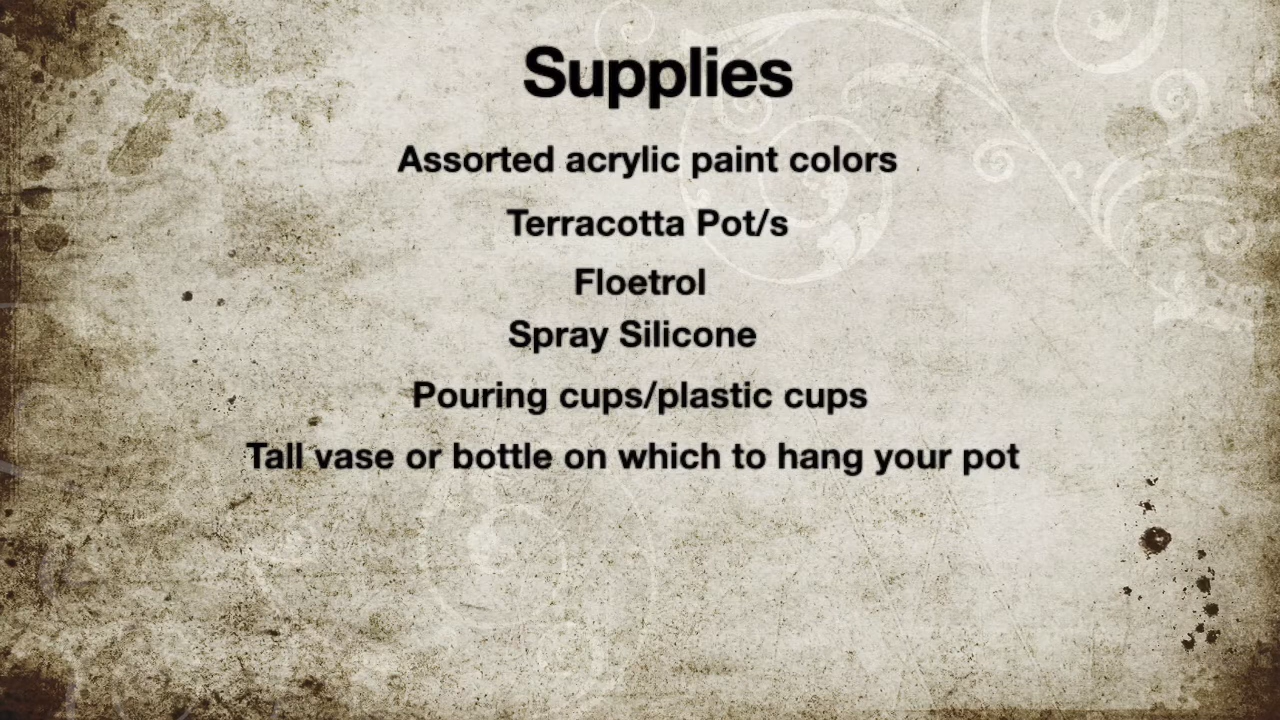 Supplies
Assorted acrylic paint colors
Terracotta Pot/s
Floetrol
Spray Silicone
Pouring cups/plastic cups
Tall vase or bottle on which to hang your pot